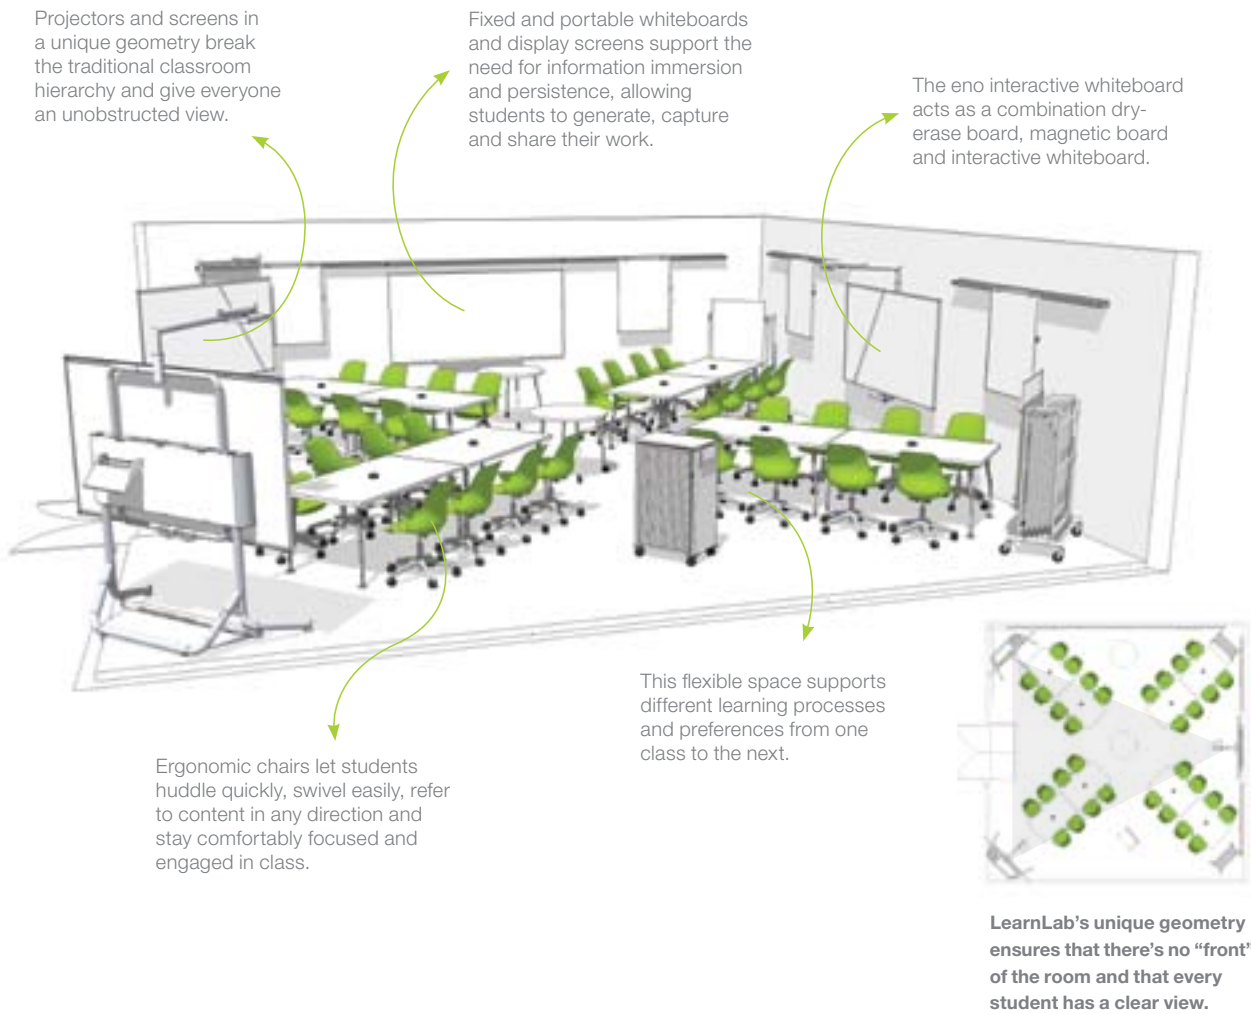 Projectors and screens in
a unique geometry break
the traditional classroom
hierarchy and give everyone
an unobstructed view.
Fixed and portable whiteboards
and display screens support the
need for information immersion
and persistence, allowing
students to generate, capture
and share their work.
The eno interactive whiteboard
acts as a combination dry-
erase board, magnetic board
and interactive whiteboard.
This flexible space supports
different learning processes
and preferences from one
class to the next.
Ergonomic chairs let students
huddle quickly, swivel easily, refer
to content in any direction and
stay comfortably focused and
engaged in class.
LearnLab’s unique geometry
ensures that there’s no “front”
of the room and that every
student has a clear view.